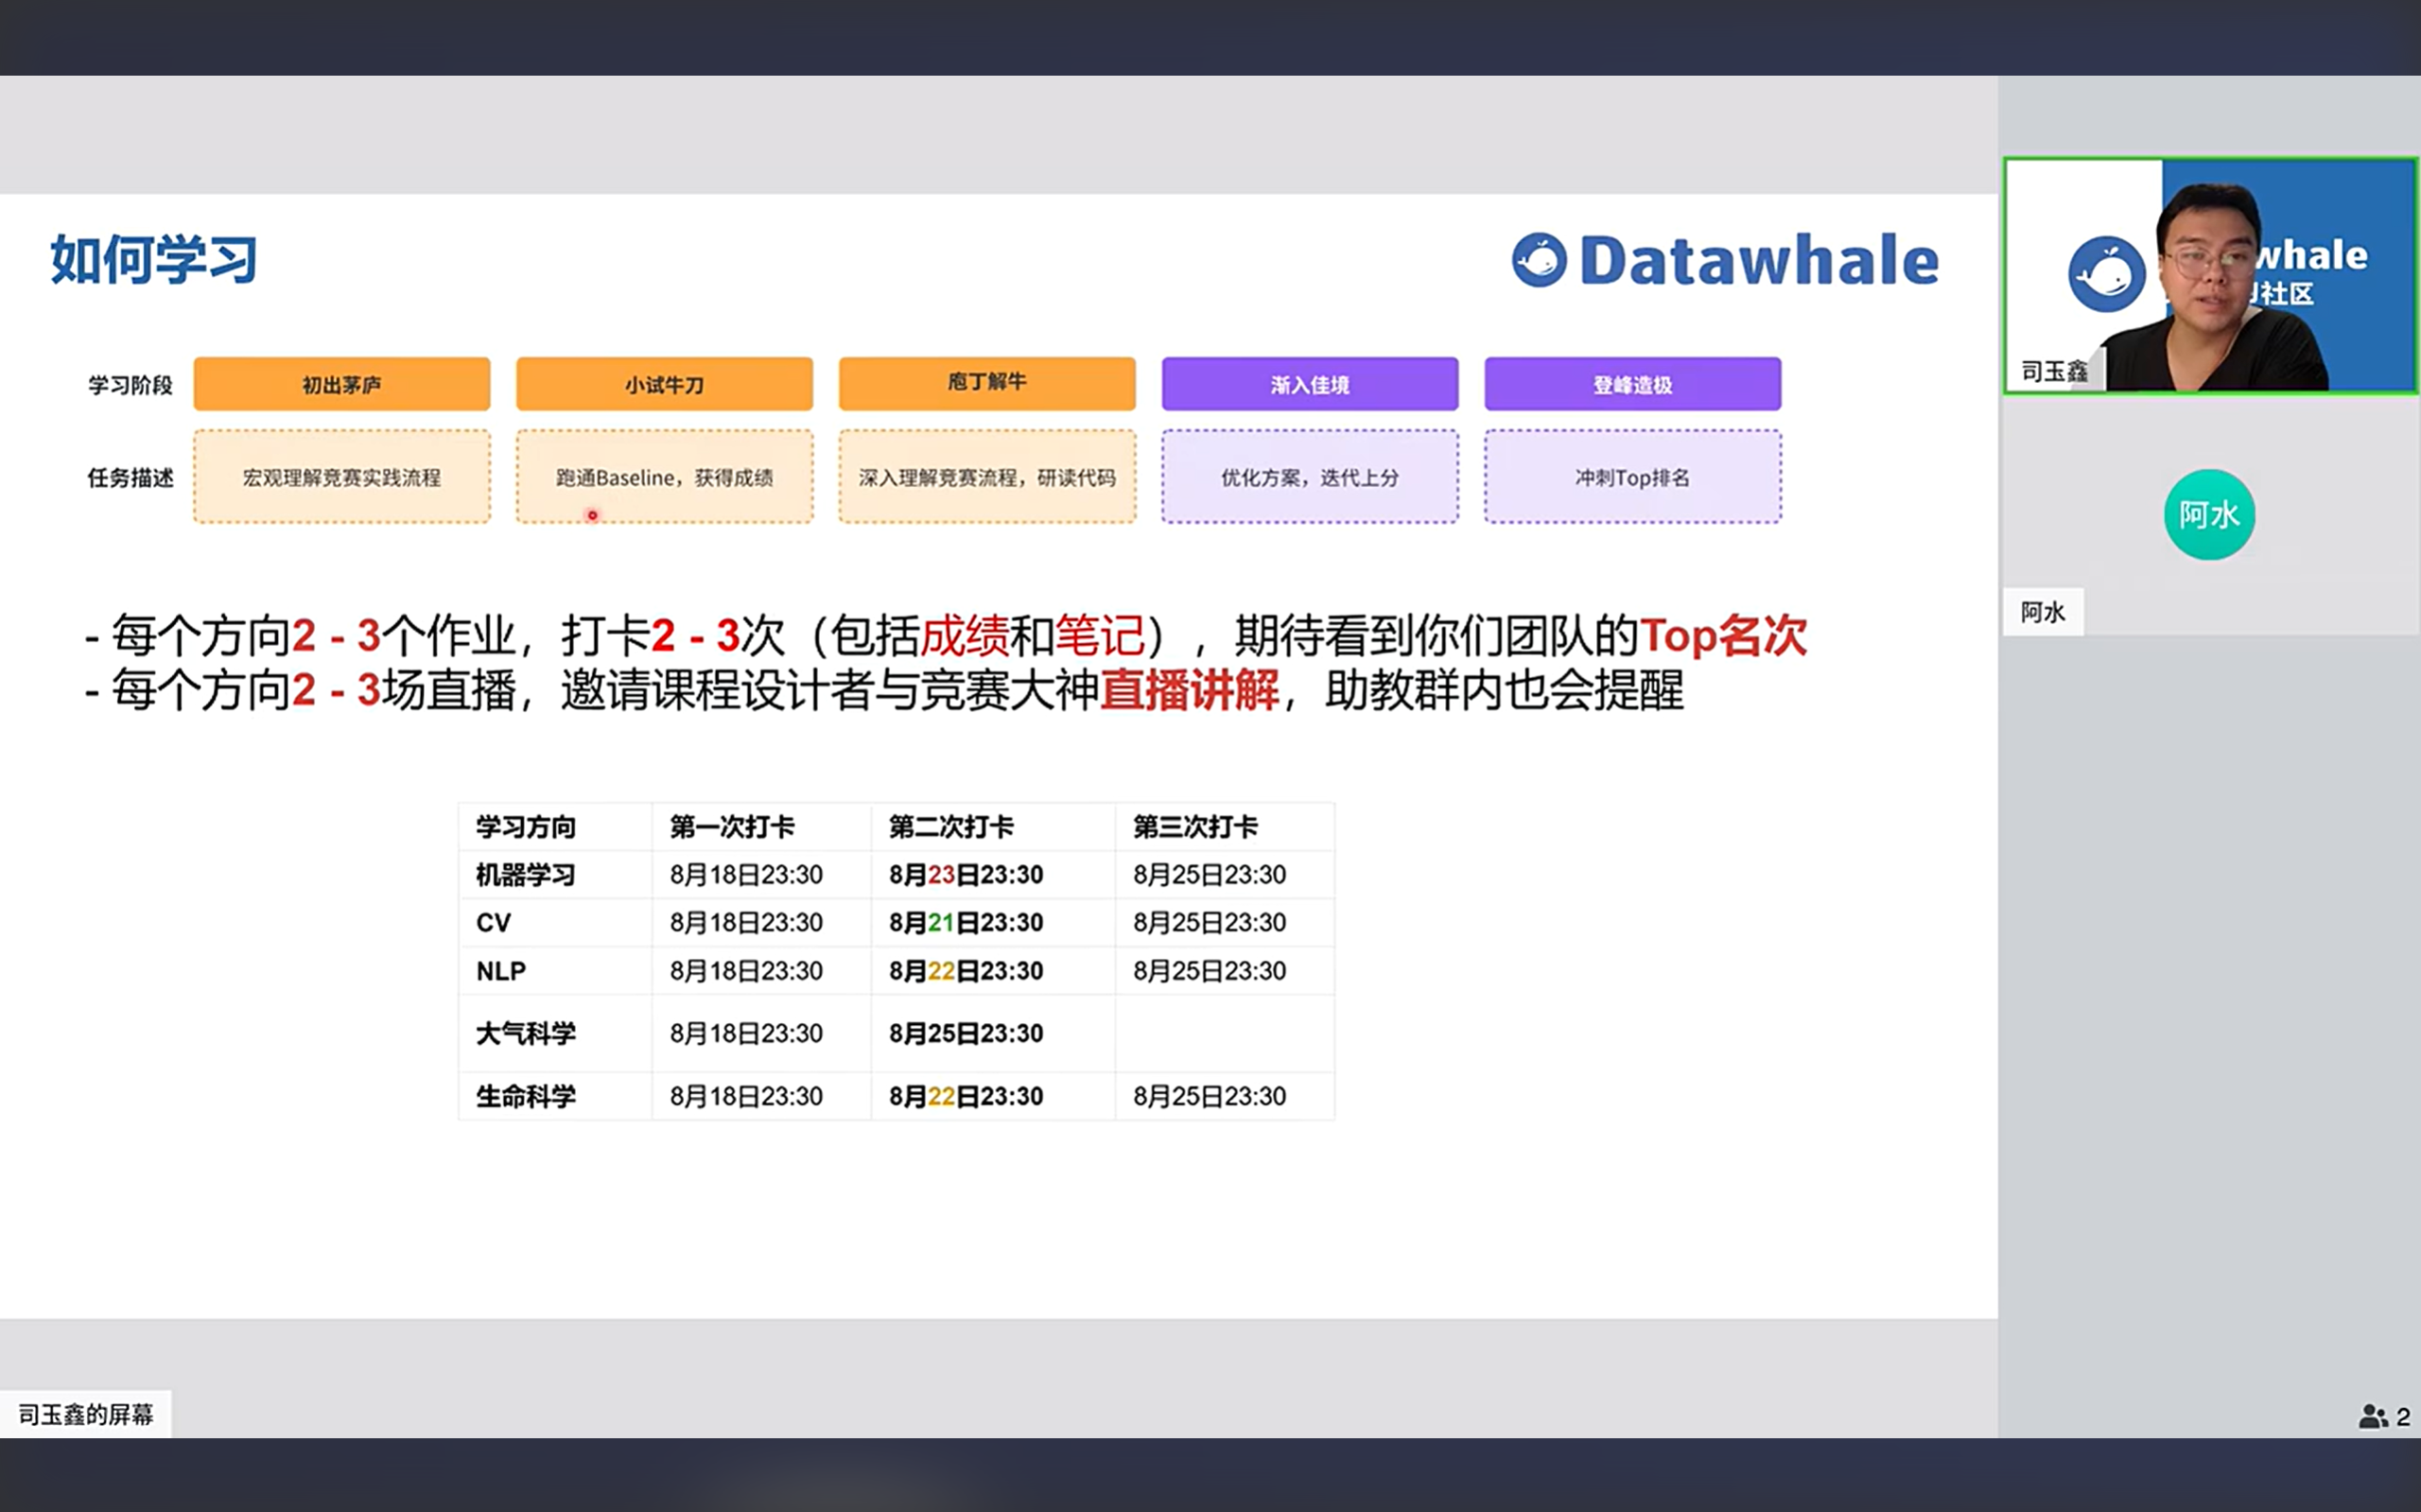 如何学习
Datawhale
学习阶段 初出茅庐 小试牛刀 庖丁解牛 渐入佳境 登峰造极
任务描述 宏观理解竞赛实践流程 跑通Baseline，获得成绩 深入理解竞赛流程，研读代码 优化方案，迭代上分 冲刺Top排名
- 每个方向2 - 3个作业，打卡2 - 3次（包括成绩和笔记），期待看到你们团队的Top名次
- 每个方向2 - 3场直播，邀请课程设计者与竞赛大神直播讲解，助教群内也会提醒
学习方向 第一次打卡 第二次打卡 第三次打卡
机器学习 8月18日23:30 8月23日23:30 8月25日23:30
CV 8月18日23:30 8月21日23:30 8月25日23:30
NLP 8月18日23:30 8月22日23:30 8月25日23:30
大气科学 8月18日23:30 8月25日23:30
生命科学 8月18日23:30 8月22日23:30 8月25日23:30
司玉鑫的屏幕
whale
社区
司玉鑫
阿水
阿水
2